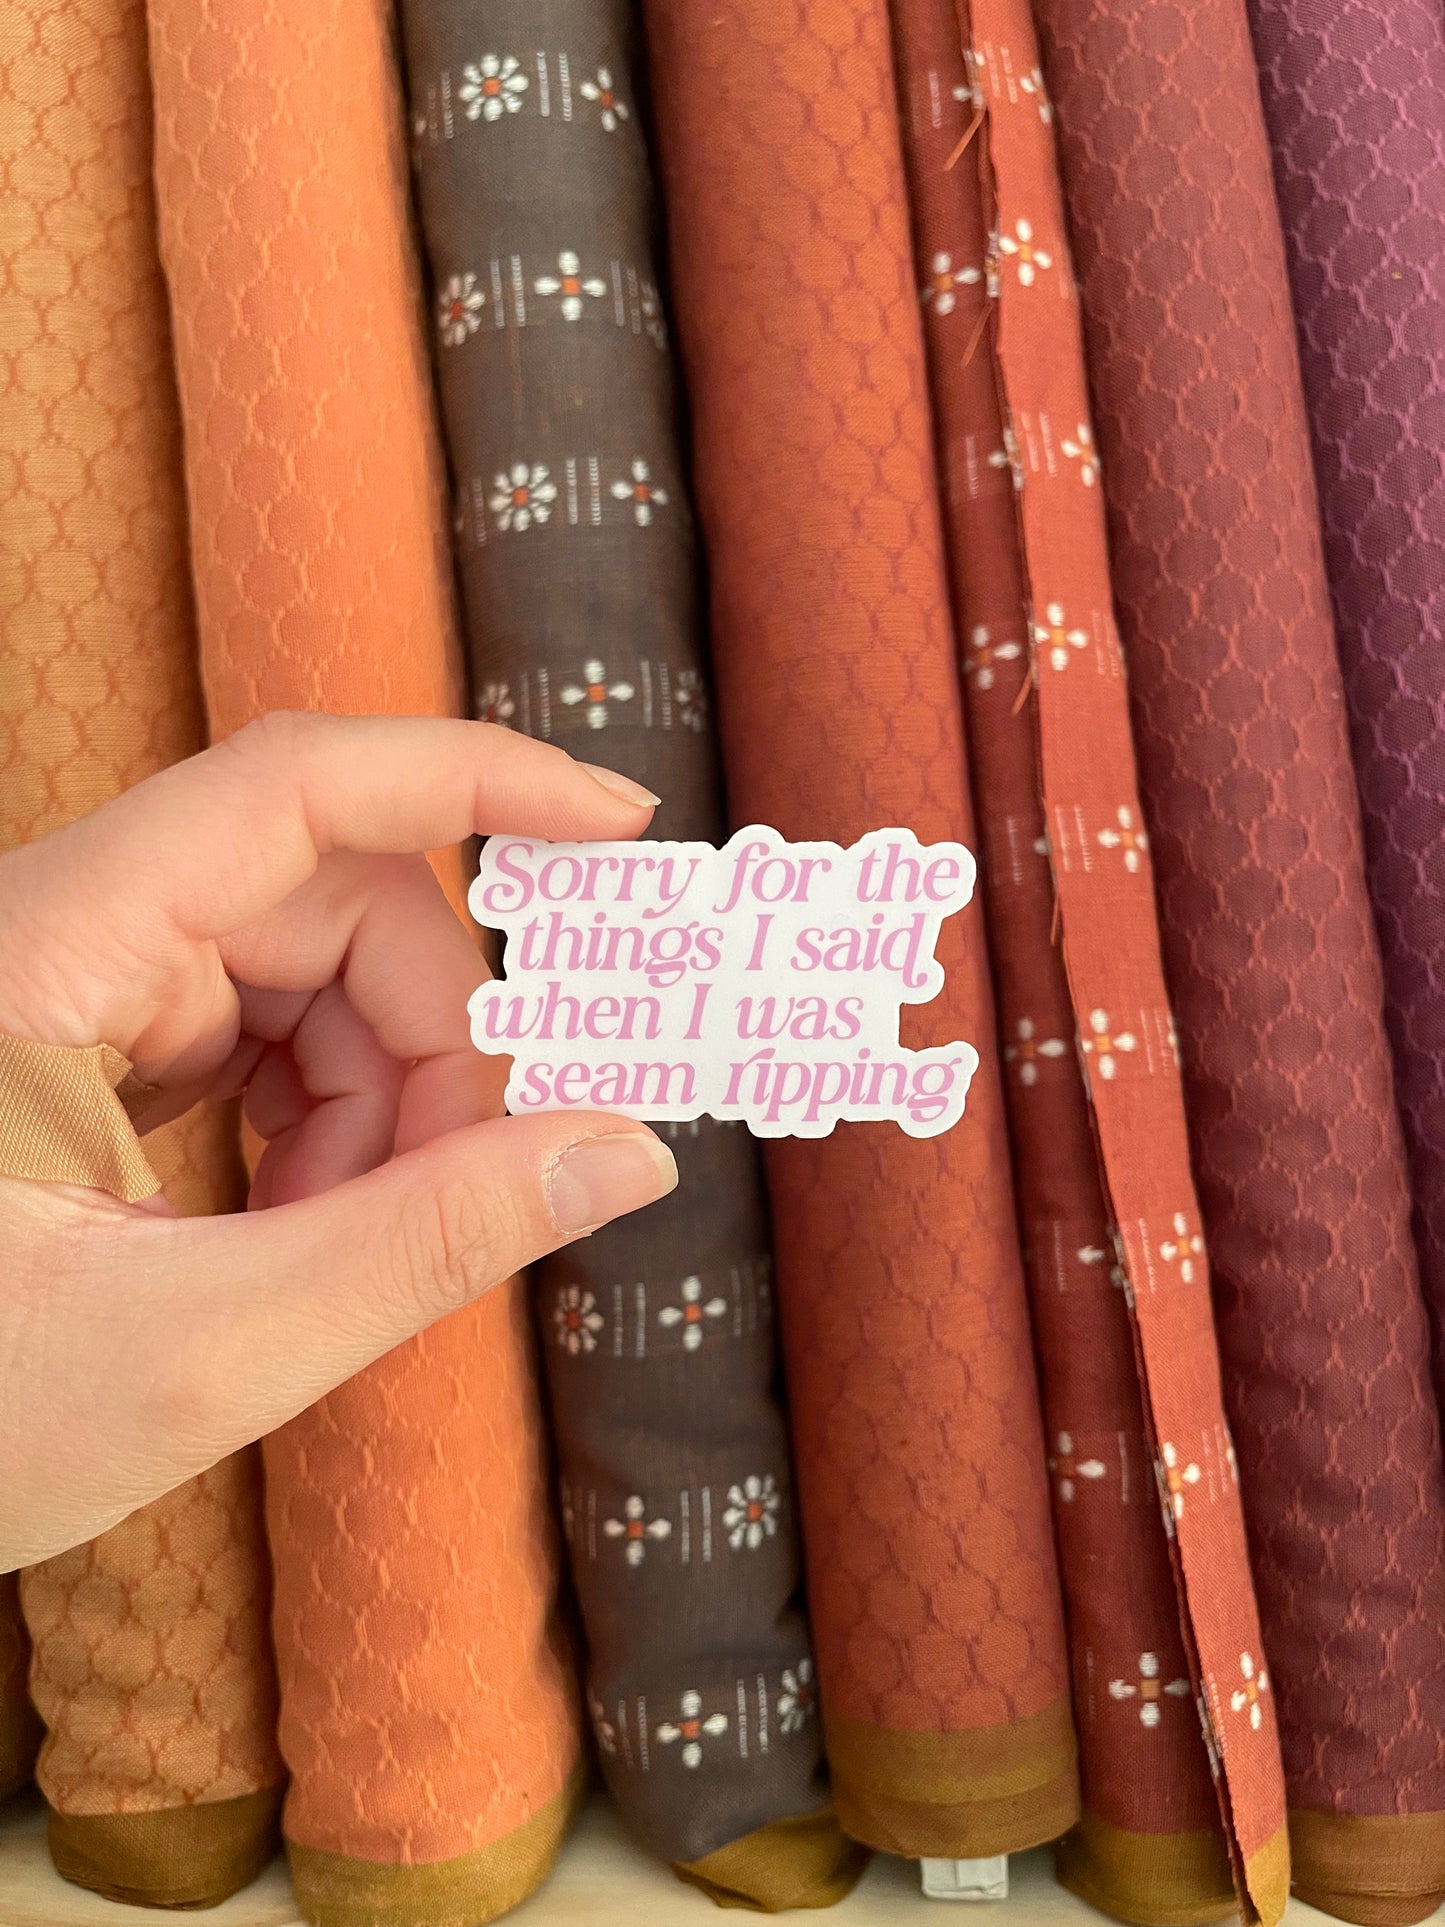 Sorry for the
things I said
when I was
seam ripping